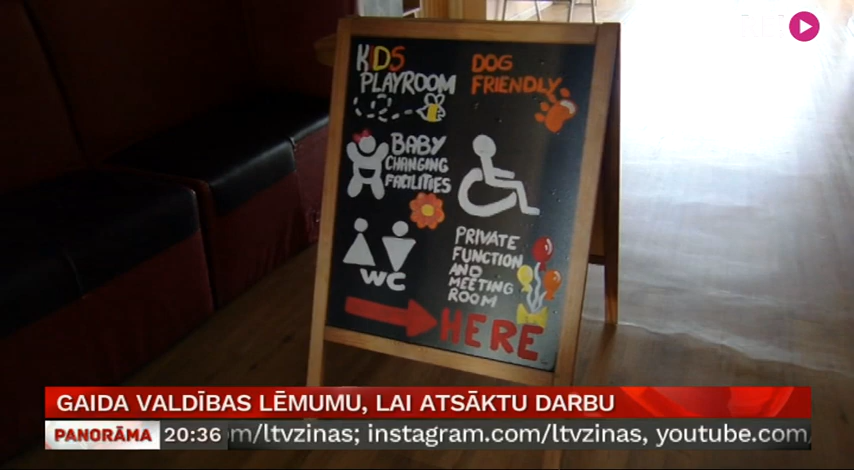 KIDS
PLAYROOM
DOG
FRIENDLY
BABY
CHANGING
FACILITIES
WC
PRIVATE
FUNCTION
AND
MEETING
ROOM
HERE
GAIDA VALDĪBAS LĒMUMU, LAI ATSĀKTU DARBU
PANORĀMA 20:36 m/ltvzinas; instagram.com/ltvzinas, youtube.com/